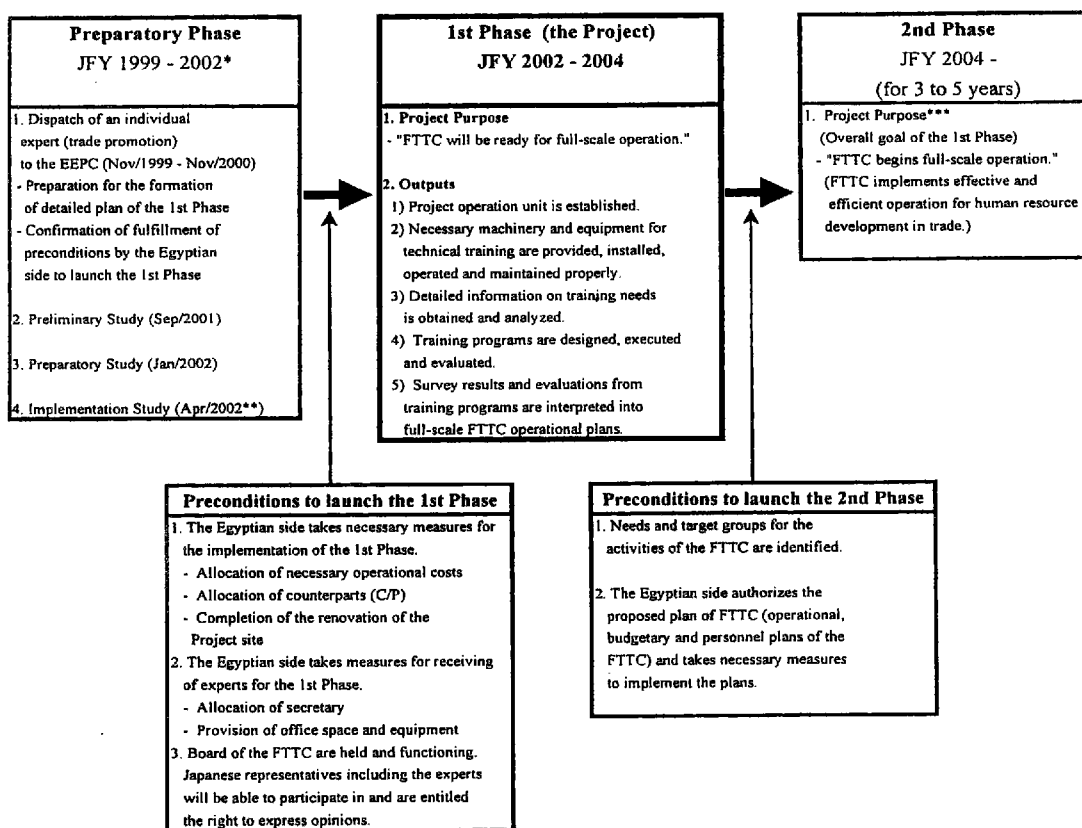 Preparatory Phase
JFY 1999 - 2002*
1. Dispatch of an individual
expert (trade promotion)
to the EEPC (Nov/1999 - Nov/2000)
- Preparation for the formation
of detailed plan of the 1st Phase
- Confirmation of fulfillment of
preconditions by the Egyptian
side to launch the 1st Phase
2. Preliminary Study (Sep/2001)
3. Preparatory Study (Jan/2002)
4. Implementation Study (Apr/2002**)
1st Phase (the Project)
JFY 2002 - 2004
1. Project Purpose
- "FTTC will be ready for full-scale operation."
2. Outputs
1) Project operation unit is established.
2) Necessary machinery and equipment for
technical training are provided, installed,
operated and maintained properly.
3) Detailed information on training needs
is obtained and analyzed.
4) Training programs are designed, executed
and evaluated.
5) Survey results and evaluations from
training programs are interpreted into
full-scale FTTC operational plans.
2nd Phase
JFY 2004 -
(for 3 to 5 years)
1. Project Purpose***
(Overall goal of the 1st Phase)
- "FTTC begins full-scale operation."
(FTTC implements effective and
efficient operation for human resource
development in trade.)
Preconditions to launch the 1st Phase
1. The Egyptian side takes necessary measures for
the implementation of the 1st Phase.
- Allocation of necessary operational costs
- Allocation of counterparts (C/P)
- Completion of the renovation of the
Project site
2. The Egyptian side takes measures for receiving
of experts for the 1st Phase.
- Allocation of secretary
- Provision of office space and equipment
3. Board of the FTTC are held and functioning.
Japanese representatives including the experts
will be able to participate in and are entitled
the right to express opinions.
Preconditions to launch the 2nd Phase
1. Needs and target groups for the
activities of the FTTC are identified.
2. The Egyptian side authorizes the
proposed plan of FTTC (operational,
budgetary and personnel plans of the
FTTC) and takes necessary measures
to implement the plans.